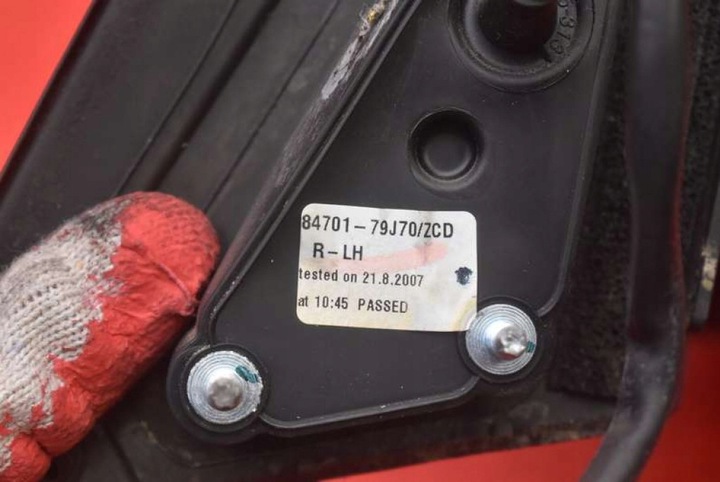 84701-79J70/ZCD
R-LH
tested on 21.8.2007
at 10:45 PASSED